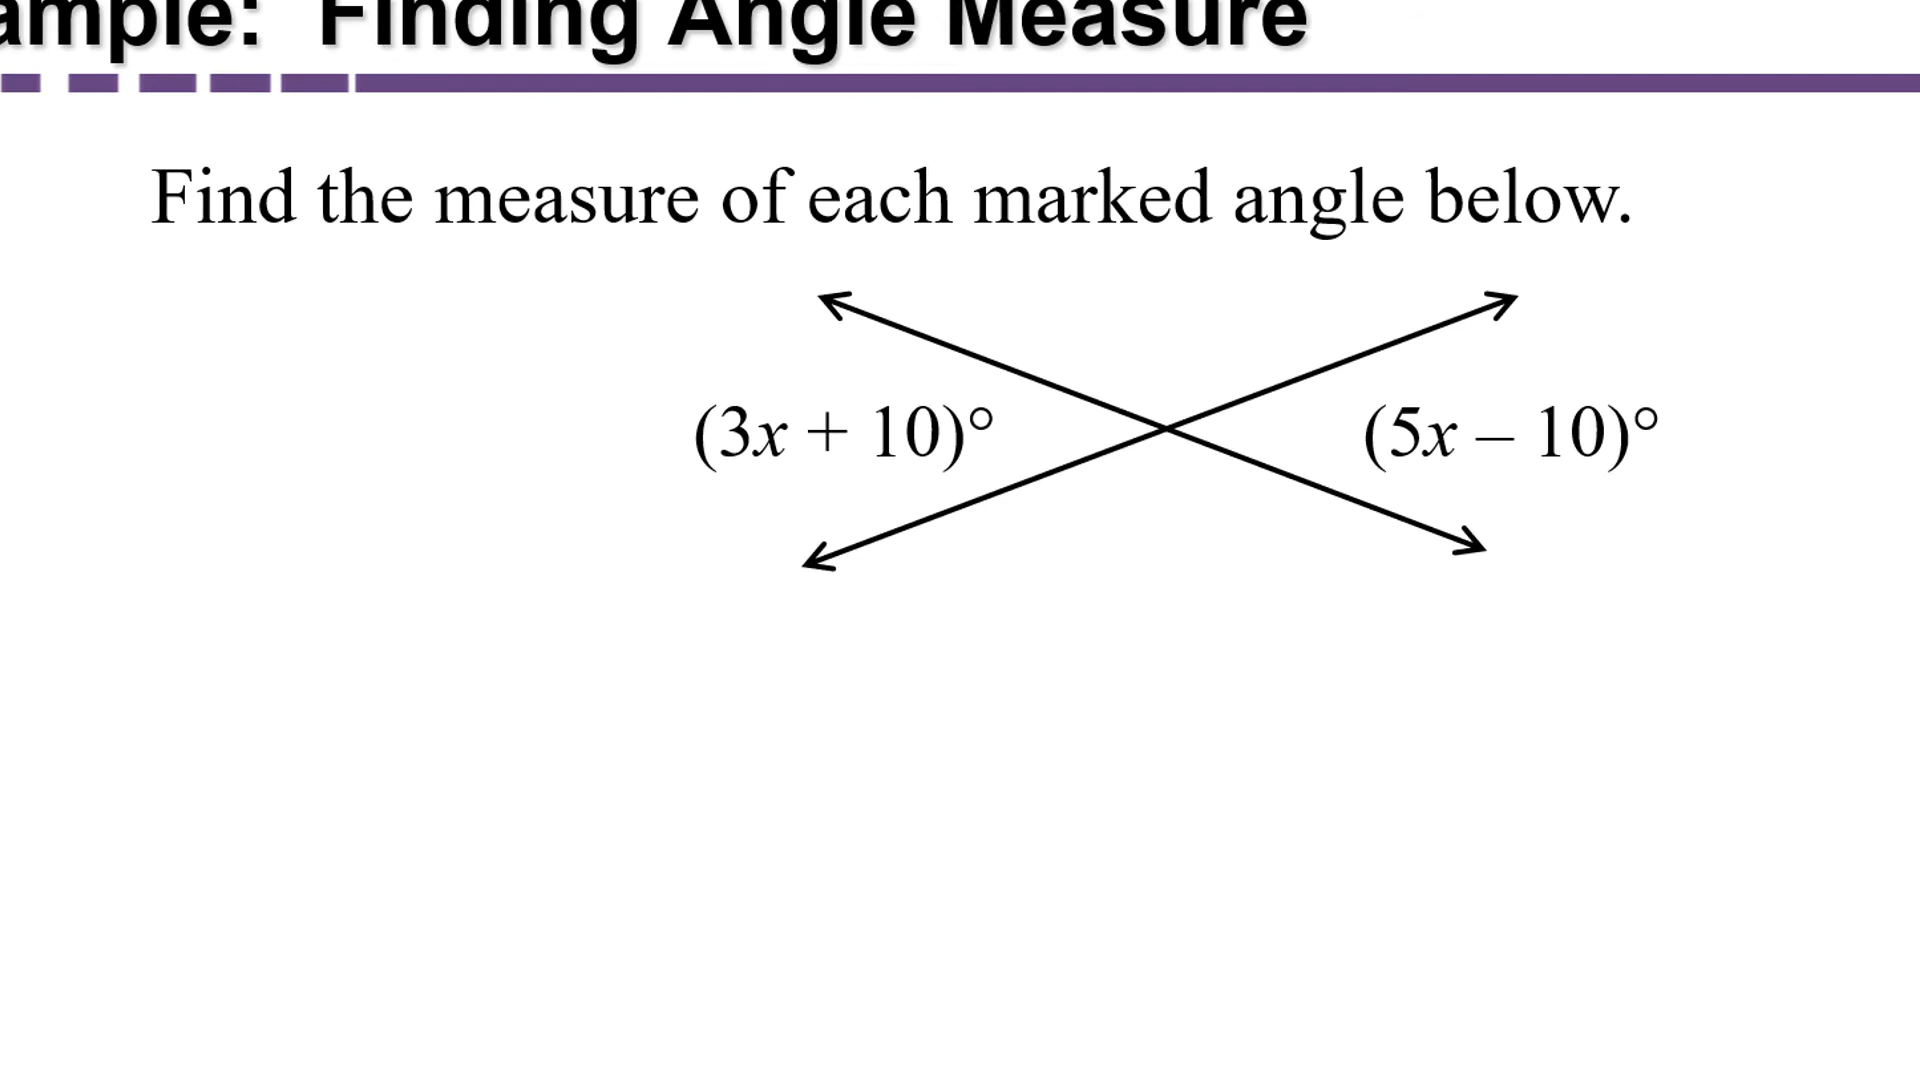 ample: Finding Angle Measure
Find the measure of each marked angle below.
(3x + 10)° (5x – 10)°